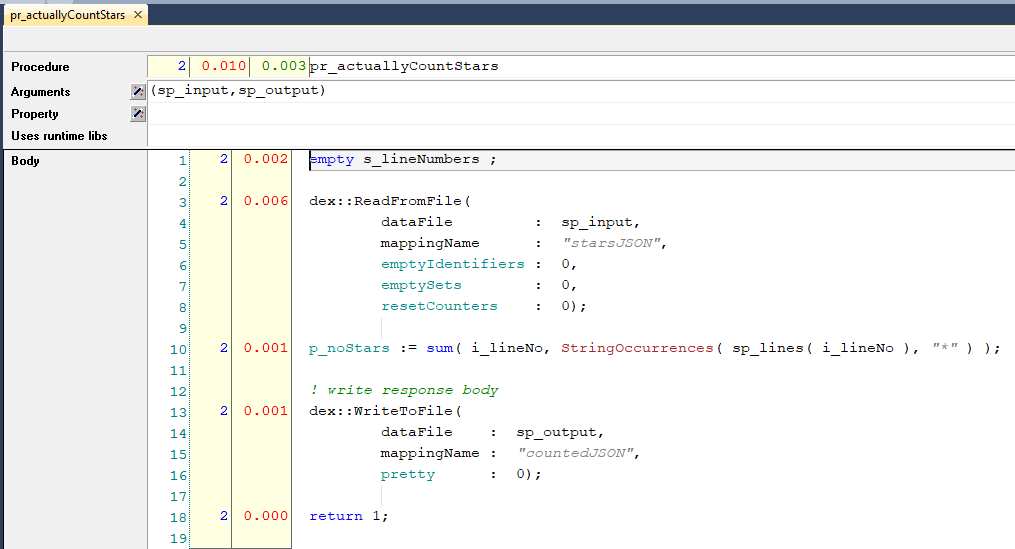 pr_actuallyCountStars ×
Procedure 2 0.010 0.003 pr_actuallyCountStars
Arguments (sp_input,sp_output)
Property
Uses runtime libs
Body
1 2 0.002 empty s_lineNumbers ;
2
3 2 0.006 dex::ReadFromFile(
4 dataFile : sp_input,
5 mappingName : "starsJSON",
6 emptyIdentifiers : 0,
7 emptySets : 0,
8 resetCounters : 0);
9
10 2 0.001 p_noStars := sum( i_lineNo, StringOccurrences( sp_lines( i_lineNo ), "*" ) );
11
12 ! write response body
13 2 0.001 dex::WriteToFile(
14 dataFile : sp_output,
15 mappingName : "countedJSON",
16 pretty : 0);
17
18 2 0.000 return 1;
19